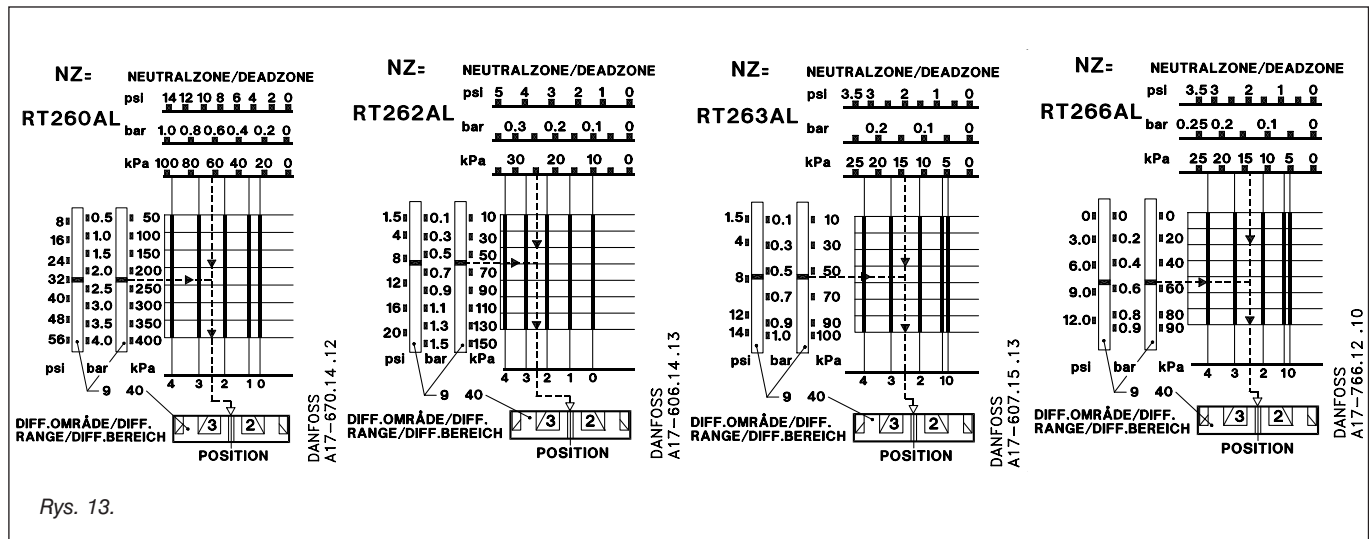 NZ= NEUTRALZONE/DEADZONE
RT260AL
psi 14 12 10 8 6 4 2 0
bar 1.0 0.8 0.6 0.4 0.2 0
kPa 100 80 60 40 20 0
8 0.5 50
16 1.0 100
24 1.5 150
32 2.0 200
40 2.5 250
48 3.0 300
56 3.5 350
4.0 400
psi bar kPa
4 3 2 1 0
9 40
DIFF.OMRÅDE/DIFF.
RANGE/DIFF.BEREICH
3 2
POSITION
DANFOSS
A17-670.14.12
NZ= NEUTRALZONE/DEADZONE
RT262AL
psi 5 4 3 2 1 0
bar 0.3 0.2 0.1 0
kPa 30 20 10 0
1.5 0.1 10
4 0.3 30
8 0.5 50
0.7 70
12 0.9 90
16 1.1 110
20 1.3 130
1.5 150
psi bar kPa
4 3 2 1 0
9 40
DIFF.OMRÅDE/DIFF.
RANGE/DIFF.BEREICH
3 2
POSITION
DANFOSS
A17-606.14.13
NZ= NEUTRALZONE/DEADZONE
RT263AL
psi 3.5 3 2 1 0
bar 0.2 0.1 0
kPa 25 20 15 10 5 0
1.5 0.1 10
4 0.3 30
8 0.5 50
0.7 70
12 0.9 90
14 1.0 100
psi bar kPa
4 3 2 1 0
9 40
DIFF.OMRÅDE/DIFF.
RANGE/DIFF.BEREICH
3 2
POSITION
DANFOSS
A17-607.15.13
NZ= NEUTRALZONE/DEADZONE
RT266AL
psi 3.5 3 2 1 0
bar 0.25 0.2 0.1 0
kPa 25 20 15 10 5 0
0 0 0
3.0 0.2 20
6.0 0.4 40
9.0 0.6 60
12.0 0.8 80
0.9 90
psi bar kPa
4 3 2 1 0
9 40
DIFF.OMRÅDE/DIFF.
RANGE/DIFF.BEREICH
3 2
POSITION
DANFOSS
A17-766.12.10
Rys. 13.